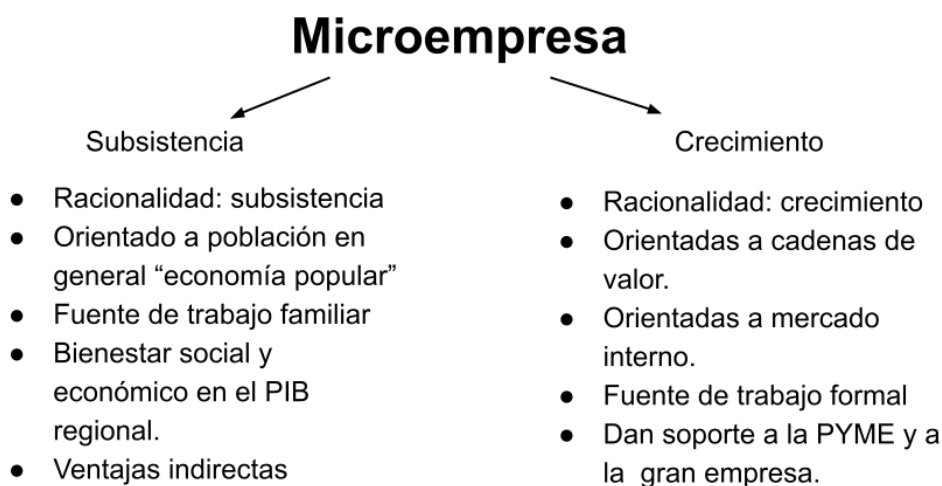 Microempresa
Subsistencia
● Racionalidad: subsistencia
● Orientado a población en
general “economía popular”
● Fuente de trabajo familiar
● Bienestar social y
económico en el PIB
regional.
● Ventajas indirectas
Crecimiento
● Racionalidad: crecimiento
● Orientadas a cadenas de
valor.
● Orientadas a mercado
interno.
● Fuente de trabajo formal
● Dan soporte a la PYME y a
la gran empresa.